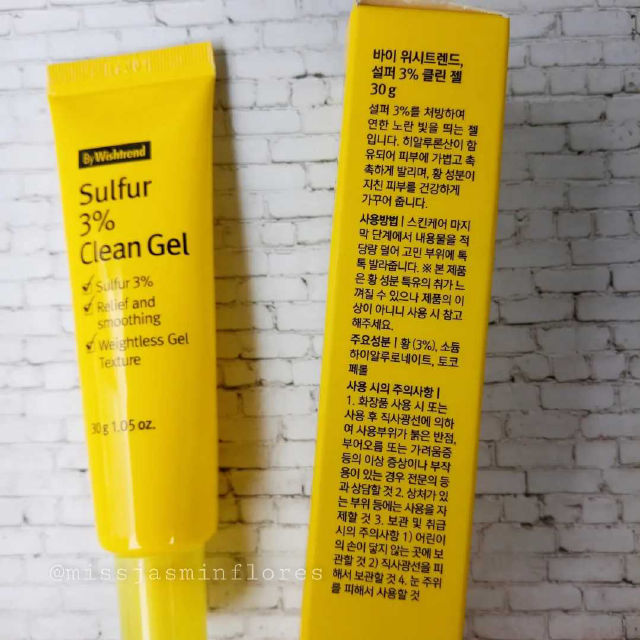 By Wishtrend
Sulfur
3%
Clean Gel
Sulfur 3%
Relief and
smoothing
Weightless Gel
Texture
30g 1.05 oz.
바이 위시트렌드,
설퍼 3% 클린 젤
30 g
설퍼 3%를 처방하여
연한 노란 빛을 띄는 젤
입니다. 히알루론산이 함
유되어 피부에 가볍고 촉
촉하게 발리며, 황 성분이
지친 피부를 건강하게
가꾸어 줍니다.
사용방법 | 스킨케어 마지
막 단계에서 내용물을 적
당량 덜어 고민 부위에 톡
톡 발라줍니다. ※ 본 제품
은 황 성분 특유의 취가 느
껴질 수 있으나 제품의 이
상이 아니니 사용 시 참고
해주세요.
주요성분 | 황 (3%), 소듐
하이알루로네이트, 토코
페롤
사용 시의 주의사항 |
1. 화장품 사용 시 또는
사용 후 직사광선에 의하
여 사용부위가 붉은 반점,
부어오름 또는 가려움증
등의 이상 증상이나 부작
용이 있는 경우 전문의 등
과 상담할 것 2. 상처가 있
는 부위 등에는 사용을 자
제할 것 3. 보관 및 취급
시의 주의사항 1) 어린이
의 손이 닿지 않는 곳에 보
관할 것 2) 직사광선을 피
해서 보관할 것 4. 눈 주위
를 피해서 사용할 것
@missjasminflores